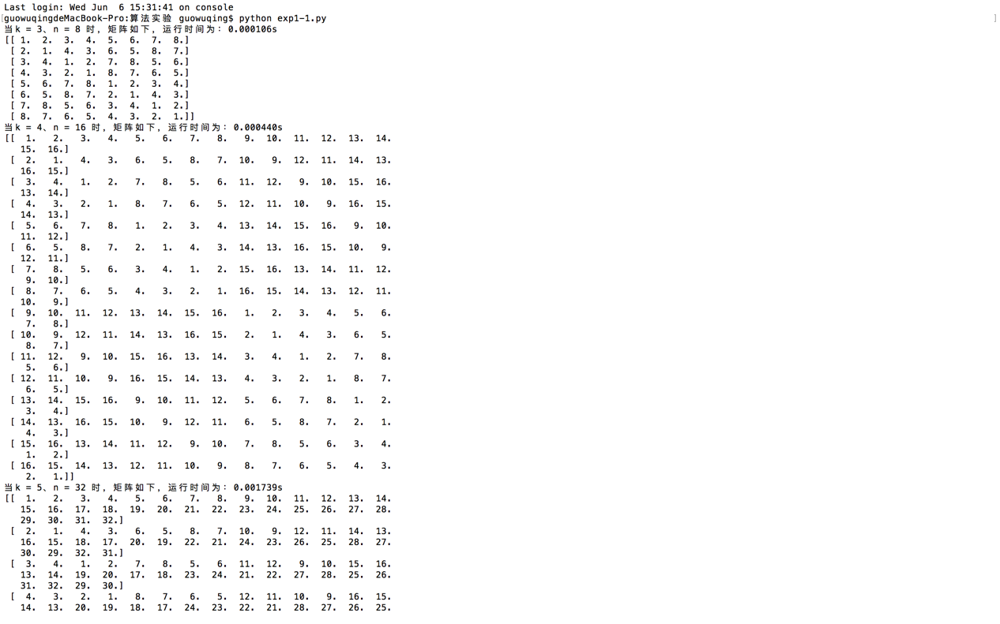 Last login: Wed Jun  6 15:31:41 on console
[guowuqingdeMacBook-Pro:算法实验 guowuqing$ python exp1-1.py ]
当k = 3、n = 8 时, 矩阵如下, 运行时间为: 0.000106s
[[ 1.  2.  3.  4.  5.  6.  7.  8.]
 [ 2.  1.  4.  3.  6.  5.  8.  7.]
 [ 3.  4.  1.  2.  7.  8.  5.  6.]
 [ 4.  3.  2.  1.  8.  7.  6.  5.]
 [ 5.  6.  7.  8.  1.  2.  3.  4.]
 [ 6.  5.  8.  7.  2.  1.  4.  3.]
 [ 7.  8.  5.  6.  3.  4.  1.  2.]
 [ 8.  7.  6.  5.  4.  3.  2.  1.]]
当k = 4、n = 16 时, 矩阵如下, 运行时间为: 0.000440s
[[  1.   2.   3.   4.   5.   6.   7.   8.   9.  10.  11.  12.  13.  14.
   15.  16.]
 [  2.   1.   4.   3.   6.   5.   8.   7.  10.   9.  12.  11.  14.  13.
   16.  15.]
 [  3.   4.   1.   2.   7.   8.   5.   6.  11.  12.   9.  10.  15.  16.
   13.  14.]
 [  4.   3.   2.   1.   8.   7.   6.   5.  12.  11.  10.   9.  16.  15.
   14.  13.]
 [  5.   6.   7.   8.   1.   2.   3.   4.  13.  14.  15.  16.   9.  10.
   11.  12.]
 [  6.   5.   8.   7.   2.   1.   4.   3.  14.  13.  16.  15.  10.   9.
   12.  11.]
 [  7.   8.   5.   6.   3.   4.   1.   2.  15.  16.  13.  14.  11.  12.
    9.  10.]
 [  8.   7.   6.   5.   4.   3.   2.   1.  16.  15.  14.  13.  12.  11.
   10.   9.]
 [  9.  10.  11.  12.  13.  14.  15.  16.   1.   2.   3.   4.   5.   6.
    7.   8.]
 [ 10.   9.  12.  11.  14.  13.  16.  15.   2.   1.   4.   3.   6.   5.
    8.   7.]
 [ 11.  12.   9.  10.  15.  16.  13.  14.   3.   4.   1.   2.   7.   8.
    5.   6.]
 [ 12.  11.  10.   9.  16.  15.  14.  13.   4.   3.   2.   1.   8.   7.
    6.   5.]
 [ 13.  14.  15.  16.   9.  10.  11.  12.   5.   6.   7.   8.   1.   2.
    3.   4.]
 [ 14.  13.  16.  15.  10.   9.  12.  11.   6.   5.   8.   7.   2.   1.
    4.   3.]
 [ 15.  16.  13.  14.  11.  12.   9.  10.   7.   8.   5.   6.   3.   4.
    1.   2.]
 [ 16.  15.  14.  13.  12.  11.  10.   9.   8.   7.   6.   5.   4.   3.
    2.   1.]]
当k = 5、n = 32 时, 矩阵如下, 运行时间为: 0.001739s
[[  1.   2.   3.   4.   5.   6.   7.   8.   9.  10.  11.  12.  13.  14.
   15.  16.  17.  18.  19.  20.  21.  22.  23.  24.  25.  26.  27.  28.
   29.  30.  31.  32.]
 [  2.   1.   4.   3.   6.   5.   8.   7.  10.   9.  12.  11.  14.  13.
   16.  15.  18.  17.  20.  19.  22.  21.  24.  23.  26.  25.  28.  27.
   30.  29.  32.  31.]
 [  3.   4.   1.   2.   7.   8.   5.   6.  11.  12.   9.  10.  15.  16.
   13.  14.  19.  20.  17.  18.  23.  24.  21.  22.  27.  28.  25.  26.
   31.  32.  29.  30.]
 [  4.   3.   2.   1.   8.   7.   6.   5.  12.  11.  10.   9.  16.  15.
   14.  13.  20.  19.  18.  17.  24.  23.  22.  21.  28.  27.  26.  25.